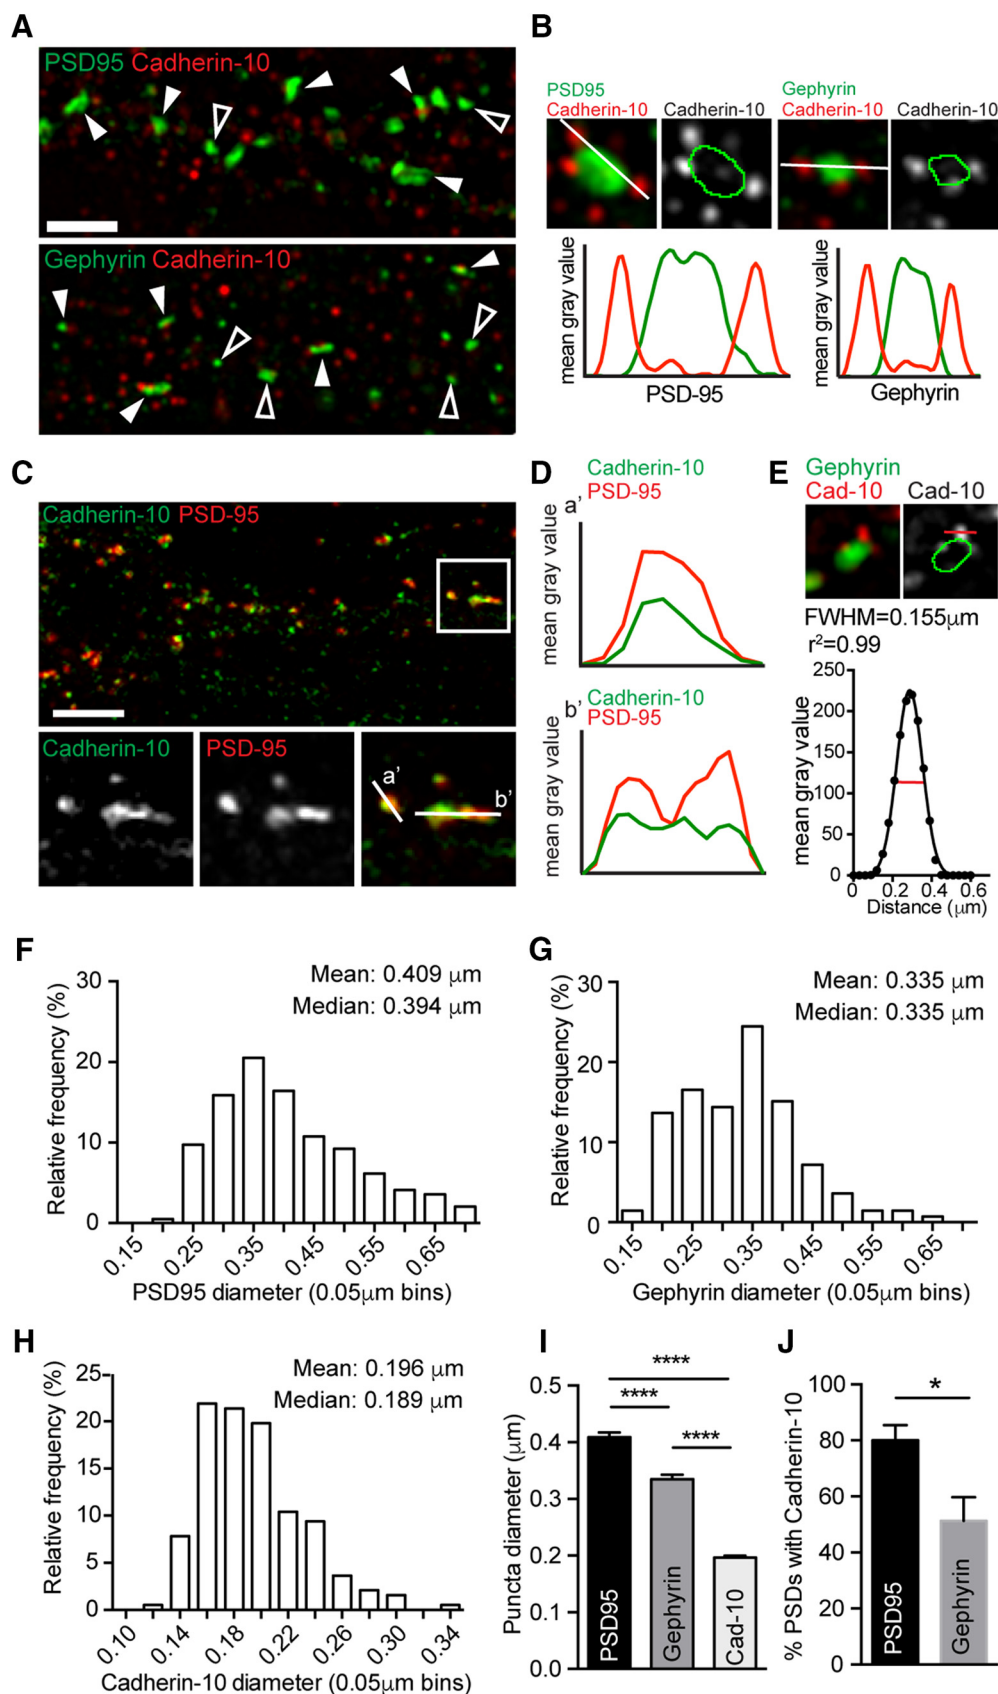 A
PSD95 Cadherin-10
Gephyrin Cadherin-10
B
PSD95
Cadherin-10
Cadherin-10
Gephyrin
Cadherin-10
Cadherin-10
mean gray value
PSD-95
mean gray value
Gephyrin
C
Cadherin-10 PSD-95
Cadherin-10
PSD-95
a'
b'
D
Cadherin-10
PSD-95
a'
mean gray value
Cadherin-10
PSD-95
b'
mean gray value
E
Gephyrin
Cad-10
Cad-10
FWHM=0.155μm
r²=0.99
250
200
150
100
50
0
mean gray value
0 0.2 0.4 0.6
Distance (μm)
F
Mean: 0.409 μm
Median: 0.394 μm
30
20
10
0
Relative frequency (%)
0.15 0.25 0.35 0.45 0.55 0.65
PSD95 diameter (0.05μm bins)
G
Mean: 0.335 μm
Median: 0.335 μm
30
20
10
0
Relative frequency (%)
0.15 0.25 0.35 0.45 0.55 0.65
Gephyrin diameter (0.05μm bins)
H
Mean: 0.196 μm
Median: 0.189 μm
25
20
15
10
5
0
Relative frequency (%)
0.10 0.14 0.18 0.22 0.26 0.30 0.34
Cadherin-10 diameter (0.05μm bins)
I
****
****
****
0.5
0.4
0.3
0.2
0.1
0.0
Puncta diameter (μm)
PSD95
Gephyrin
Cad-10
J
*
100
80
60
40
20
0
% PSDs with Cadherin-10
PSD95
Gephyrin